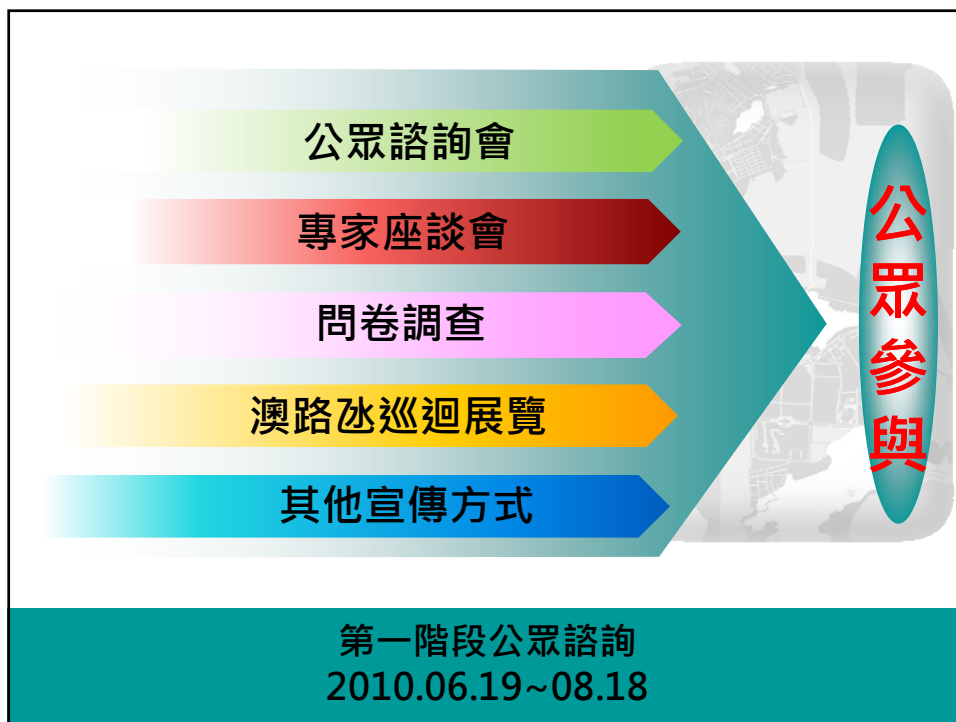 公眾諮詢會
專家座談會
問卷調查
澳路氹巡迴展覽
其他宣傳方式
公眾參與
第一階段公眾諮詢
2010.06.19~08.18